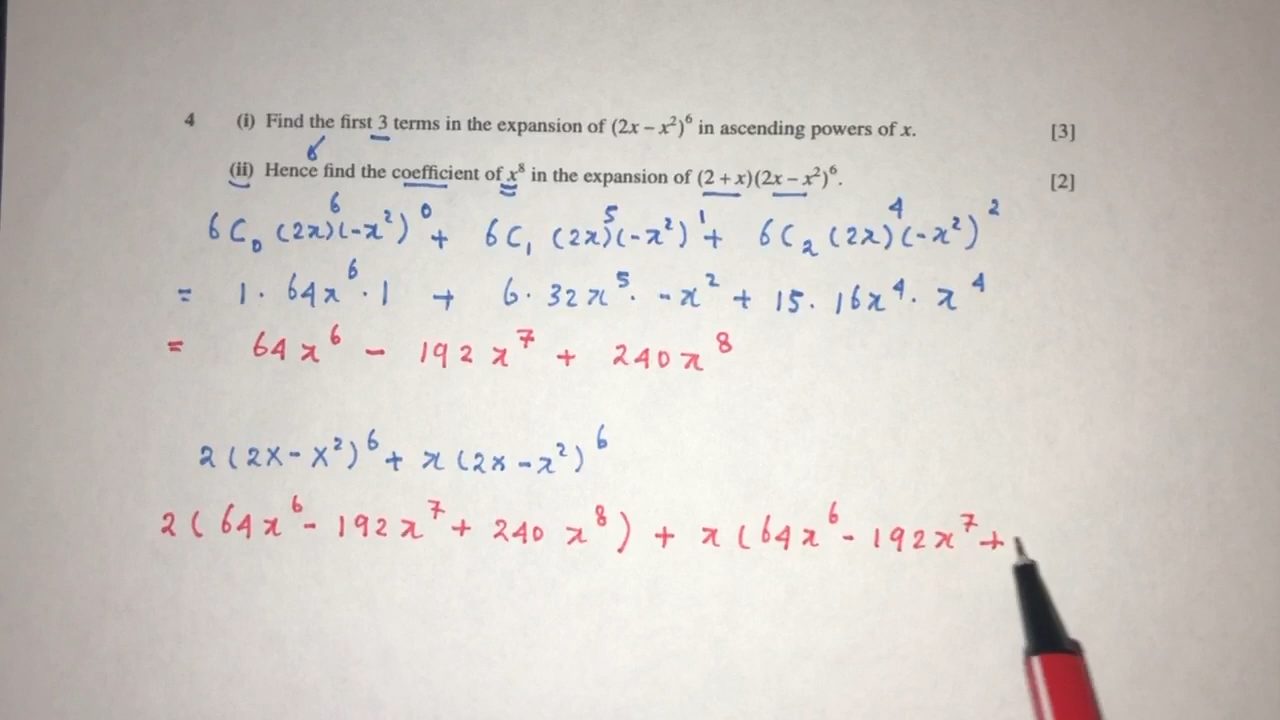 4 (i) Find the first 3 terms in the expansion of (2x − x²)⁶ in ascending powers of x. [3]
(ii) Hence find the coefficient of x⁸ in the expansion of (2 + x)(2x − x²)⁶. [2]
6C₀ (2x)⁶(-x²)⁰ + 6C₁ (2x)⁵(-x²)¹ + 6C₂ (2x)⁴(-x²)²
= 1 · 64x⁶ · 1 + 6 · 32x⁵ · -x² + 15 · 16x⁴ · x⁴
= 64x⁶ - 192x⁷ + 240x⁸
2(2x - x²)⁶ + x(2x - x²)⁶
2(64x⁶ - 192x⁷ + 240x⁸) + x(64x⁶ - 192x⁷ +